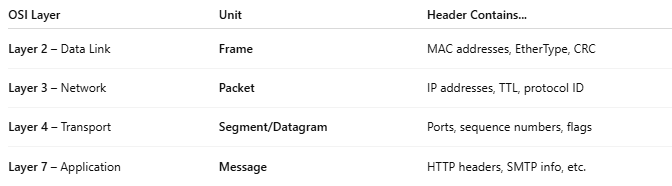 OSI Layer Unit Header Contains...
Layer 2 – Data Link Frame MAC addresses, EtherType, CRC
Layer 3 – Network Packet IP addresses, TTL, protocol ID
Layer 4 – Transport Segment/Datagram Ports, sequence numbers, flags
Layer 7 – Application Message HTTP headers, SMTP info, etc.